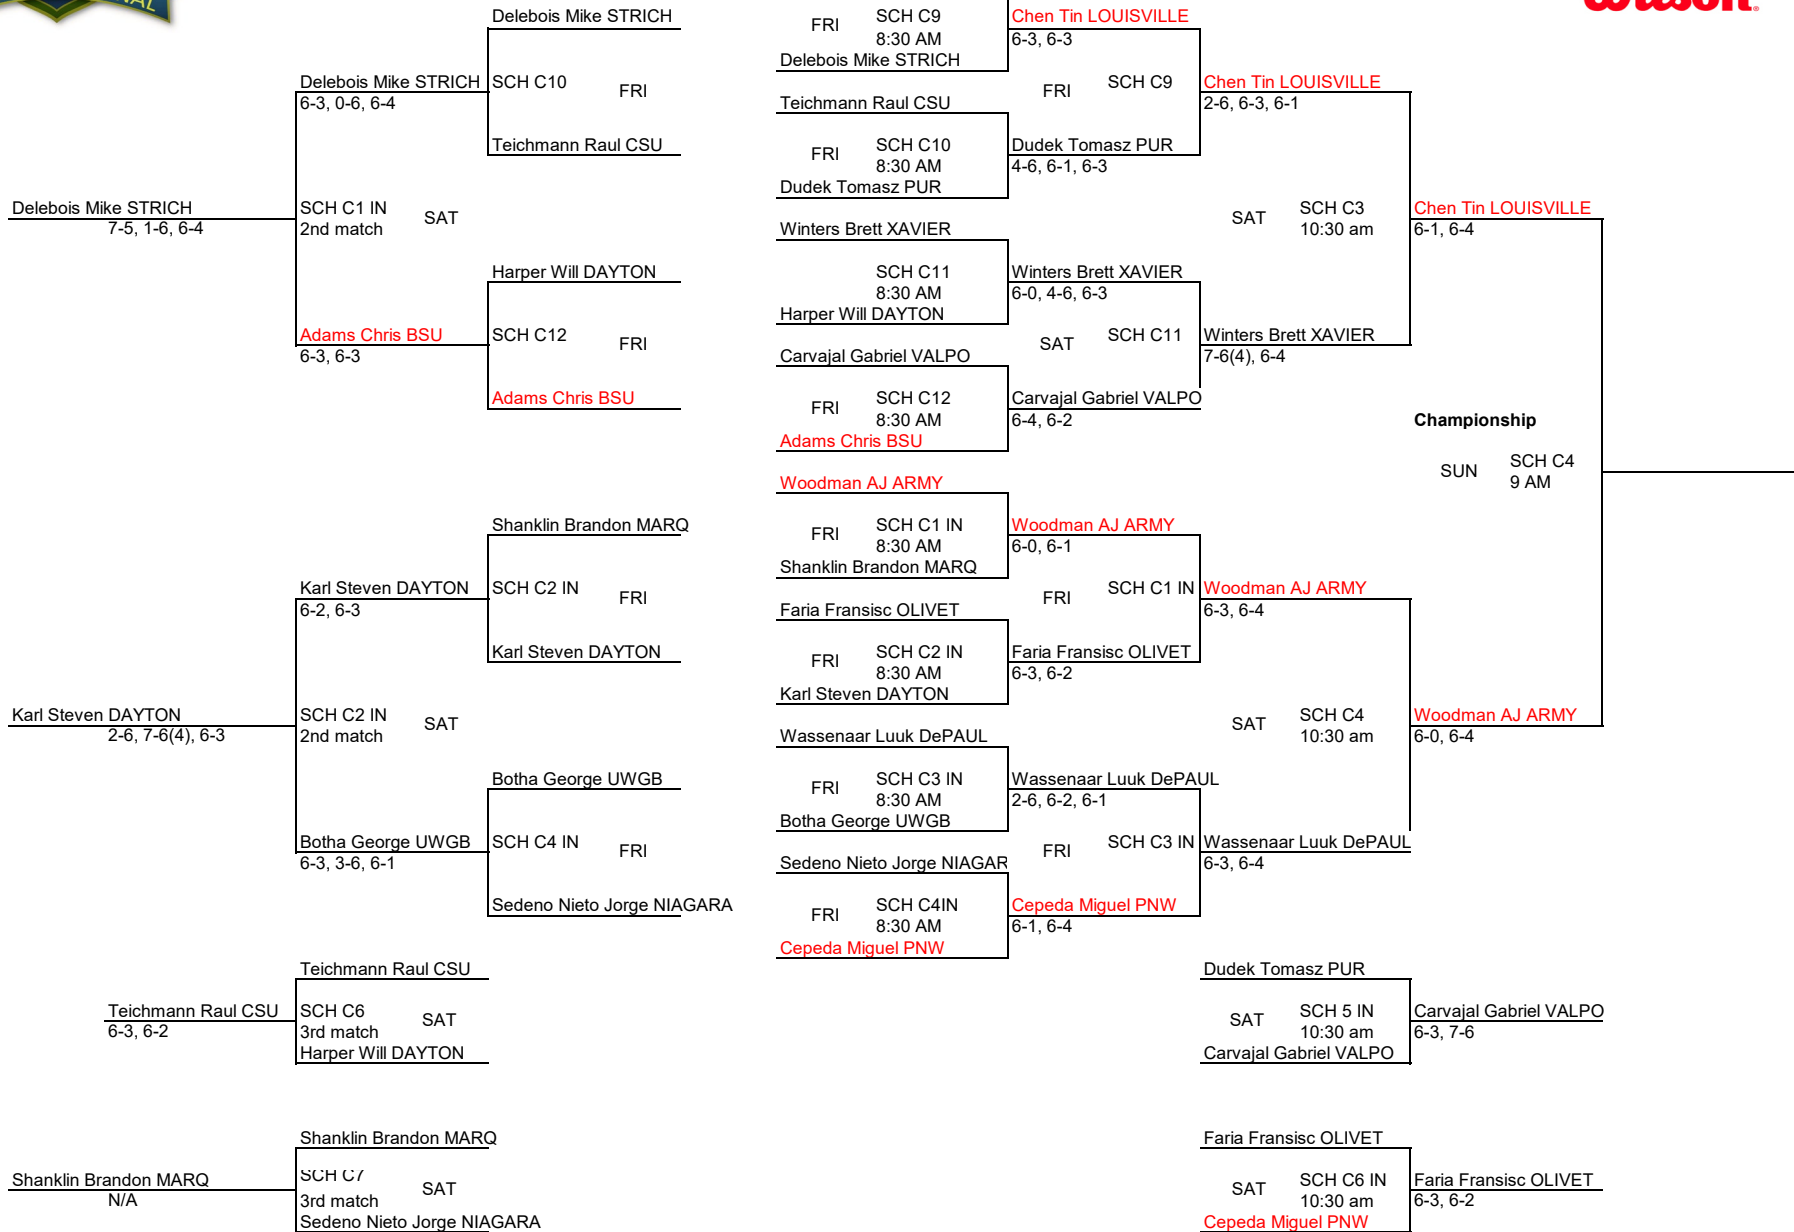 Delebois Mike STRICH
Delebois Mike STRICH
6-3, 0-6, 6-4
SCH C10
FRI
Teichmann Raul CSU
Delebois Mike STRICH
7-5, 1-6, 6-4
SCH C1 IN
2nd match
SAT
Harper Will DAYTON
Adams Chris BSU
6-3, 6-3
SCH C12
FRI
Adams Chris BSU
Shanklin Brandon MARQ
Karl Steven DAYTON
6-2, 6-3
SCH C2 IN
FRI
Karl Steven DAYTON
Karl Steven DAYTON
2-6, 7-6(4), 6-3
SCH C2 IN
2nd match
SAT
Botha George UWGB
Botha George UWGB
6-3, 3-6, 6-1
SCH C4 IN
FRI
Sedeno Nieto Jorge NIAGARA
Teichmann Raul CSU
Teichmann Raul CSU
6-3, 6-2
SCH C6
3rd match
SAT
Harper Will DAYTON
Shanklin Brandon MARQ
Shanklin Brandon MARQ
N/A
SCH C7
3rd match
SAT
Sedeno Nieto Jorge NIAGARA
FRI
SCH C9
8:30 AM
Delebois Mike STRICH
Chen Tin LOUISVILLE
6-3, 6-3
Teichmann Raul CSU
FRI
SCH C10
8:30 AM
Dudek Tomasz PUR
Dudek Tomasz PUR
4-6, 6-1, 6-3
FRI
SCH C9
Chen Tin LOUISVILLE
2-6, 6-3, 6-1
Winters Brett XAVIER
SCH C11
8:30 AM
Harper Will DAYTON
Winters Brett XAVIER
6-0, 4-6, 6-3
Carvajal Gabriel VALPO
FRI
SCH C12
8:30 AM
Adams Chris BSU
Carvajal Gabriel VALPO
6-4, 6-2
SAT
SCH C11
Winters Brett XAVIER
7-6(4), 6-4
SAT
SCH C3
10:30 am
Chen Tin LOUISVILLE
6-1, 6-4
Championship
SUN
SCH C4
9 AM
Woodman AJ ARMY
FRI
SCH C1 IN
8:30 AM
Shanklin Brandon MARQ
Woodman AJ ARMY
6-0, 6-1
Faria Fransisc OLIVET
FRI
SCH C2 IN
8:30 AM
Karl Steven DAYTON
Faria Fransisc OLIVET
6-3, 6-2
FRI
SCH C1 IN
Woodman AJ ARMY
6-3, 6-4
Wassenaar Luuk DePAUL
FRI
SCH C3 IN
8:30 AM
Botha George UWGB
Wassenaar Luuk DePAUL
2-6, 6-2, 6-1
Sedeno Nieto Jorge NIAGAR
FRI
SCH C4IN
8:30 AM
Cepeda Miguel PNW
Cepeda Miguel PNW
6-1, 6-4
FRI
SCH C3 IN
Wassenaar Luuk DePAUL
6-3, 6-4
SAT
SCH C4
10:30 am
Woodman AJ ARMY
6-0, 6-4
Dudek Tomasz PUR
SAT
SCH 5 IN
10:30 am
Carvajal Gabriel VALPO
Carvajal Gabriel VALPO
6-3, 7-6
Faria Fransisc OLIVET
SAT
SCH C6 IN
10:30 am
Cepeda Miguel PNW
Faria Fransisc OLIVET
6-3, 6-2